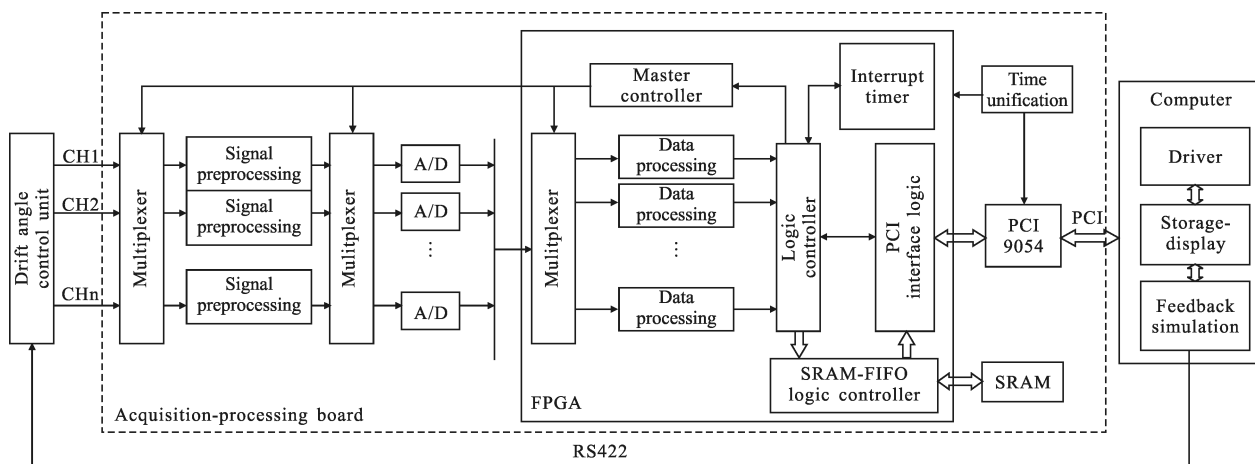 Drift angle
control unit
CH1
CH2
CHn
Multiplexer
Signal
preprocessing
Signal
preprocessing
Signal
preprocessing
Mulitplexer
A/D
A/D
...
A/D
Mulitplexer
Master
controller
Data
processing
Data
processing
...
Data
processing
Logic
controller
Interrupt
timer
PCI
interface logic
SRAM-FIFO
logic controller
FPGA
Acquisition-processing board
Time
unification
PCI
9054
SRAM
PCI
Computer
Driver
Storage-
display
Feedback
simulation
RS422